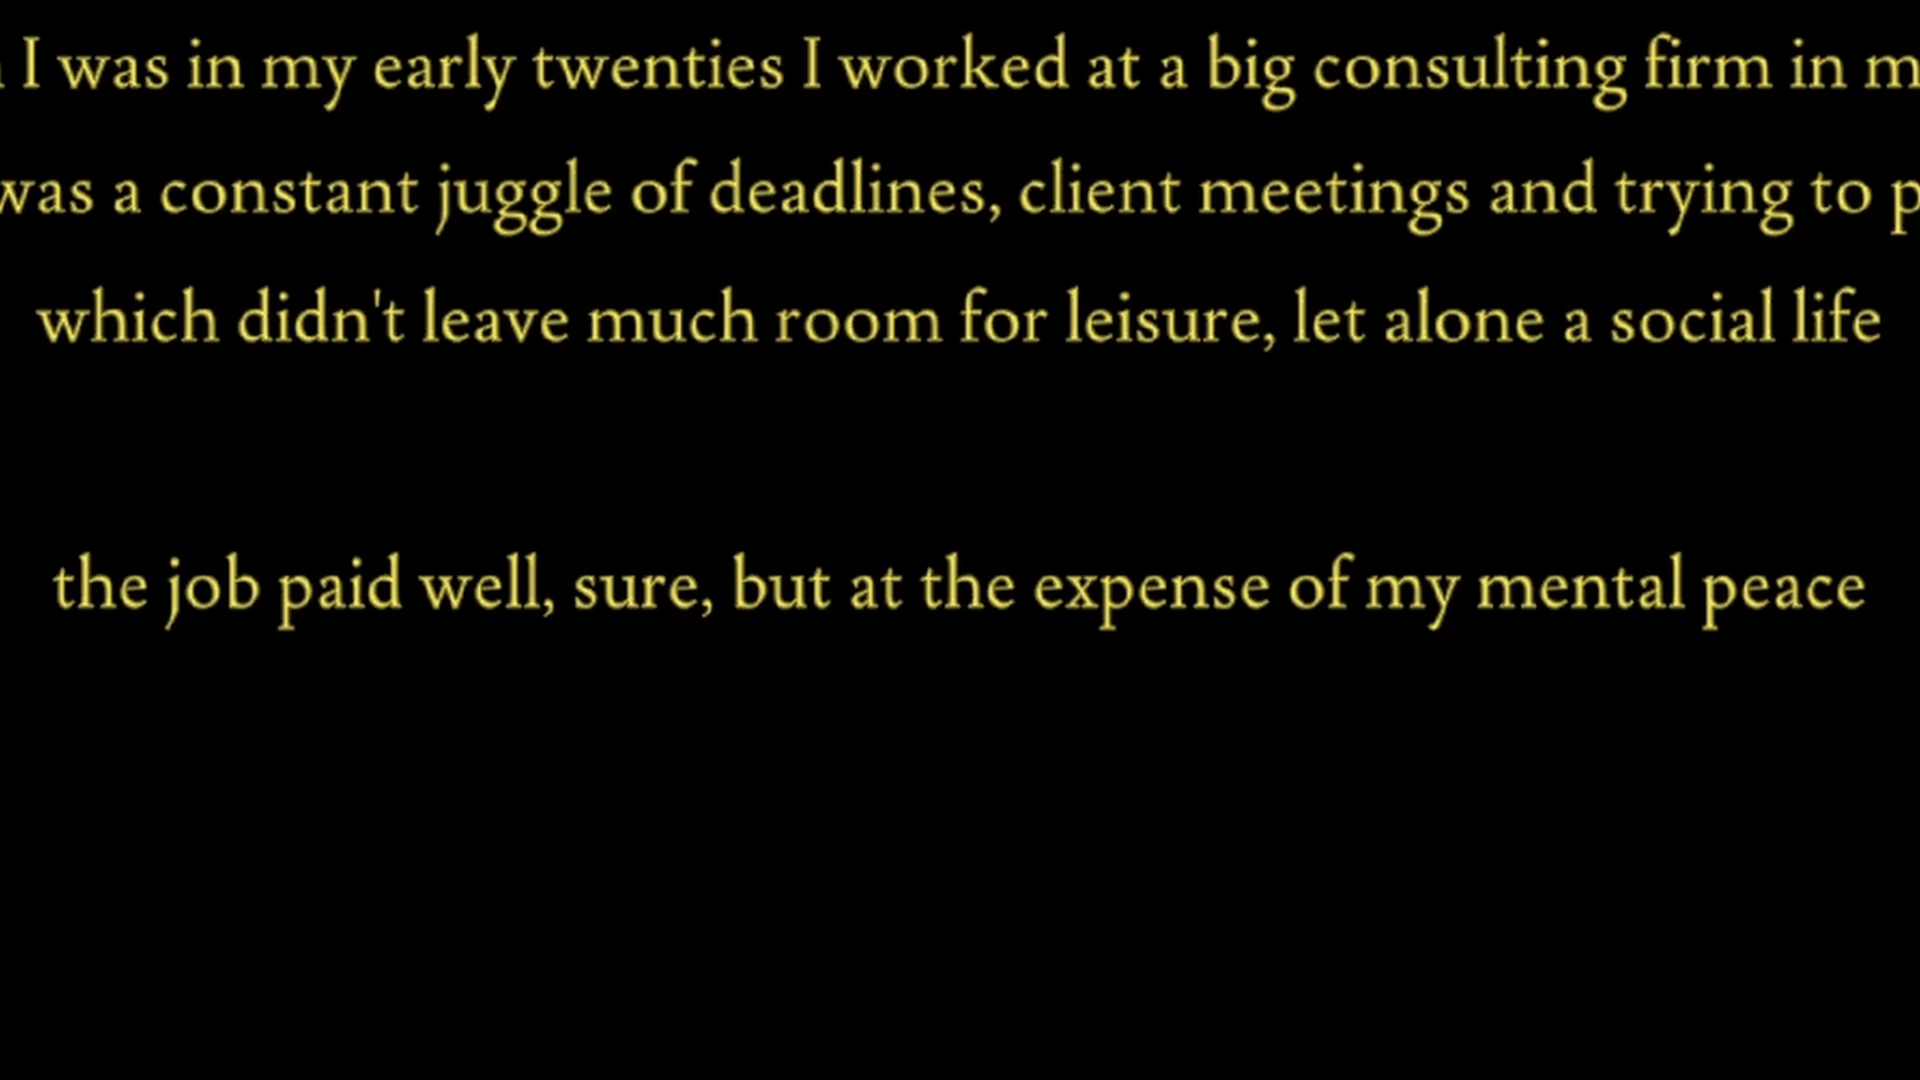 I was in my early twenties I worked at a big consulting firm in
was a constant juggle of deadlines, client meetings and trying to
which didn't leave much room for leisure, let alone a social life
the job paid well, sure, but at the expense of my mental peace